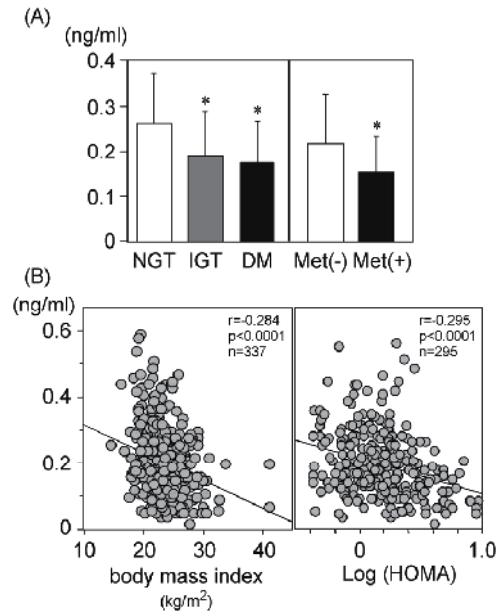 (A)
(ng/ml)
0.4
0.3
0.2
0.1
0
* * *
NGT IGT DM Met(-) Met(+)
(B)
(ng/ml)
0.6
0.4
0.2
0
r=-0.284
p<0.0001
n=337
r=-0.295
p<0.0001
n=295
10 20 30 40 0 1.0
body mass index
(kg/m²)
Log (HOMA)